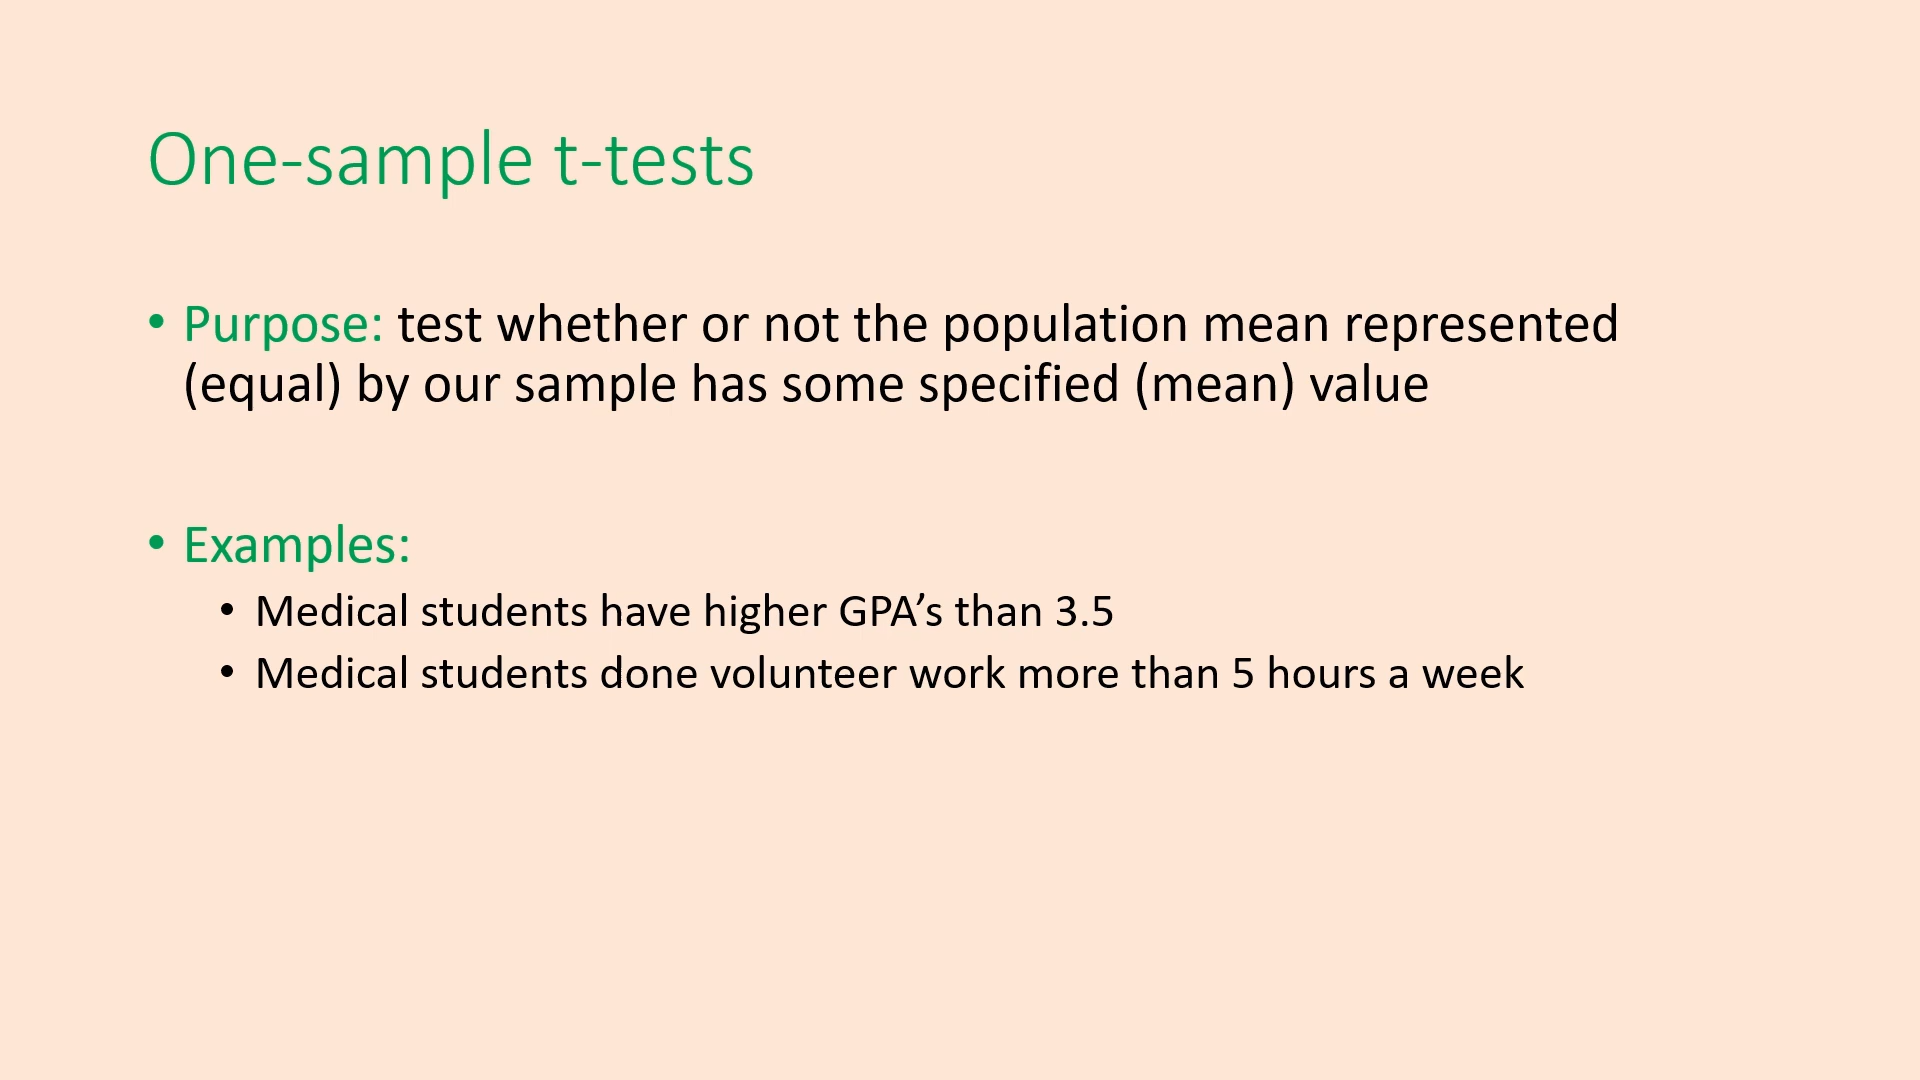 One-sample t-tests
• Purpose: test whether or not the population mean represented
(equal) by our sample has some specified (mean) value
• Examples:
• Medical students have higher GPA’s than 3.5
• Medical students done volunteer work more than 5 hours a week